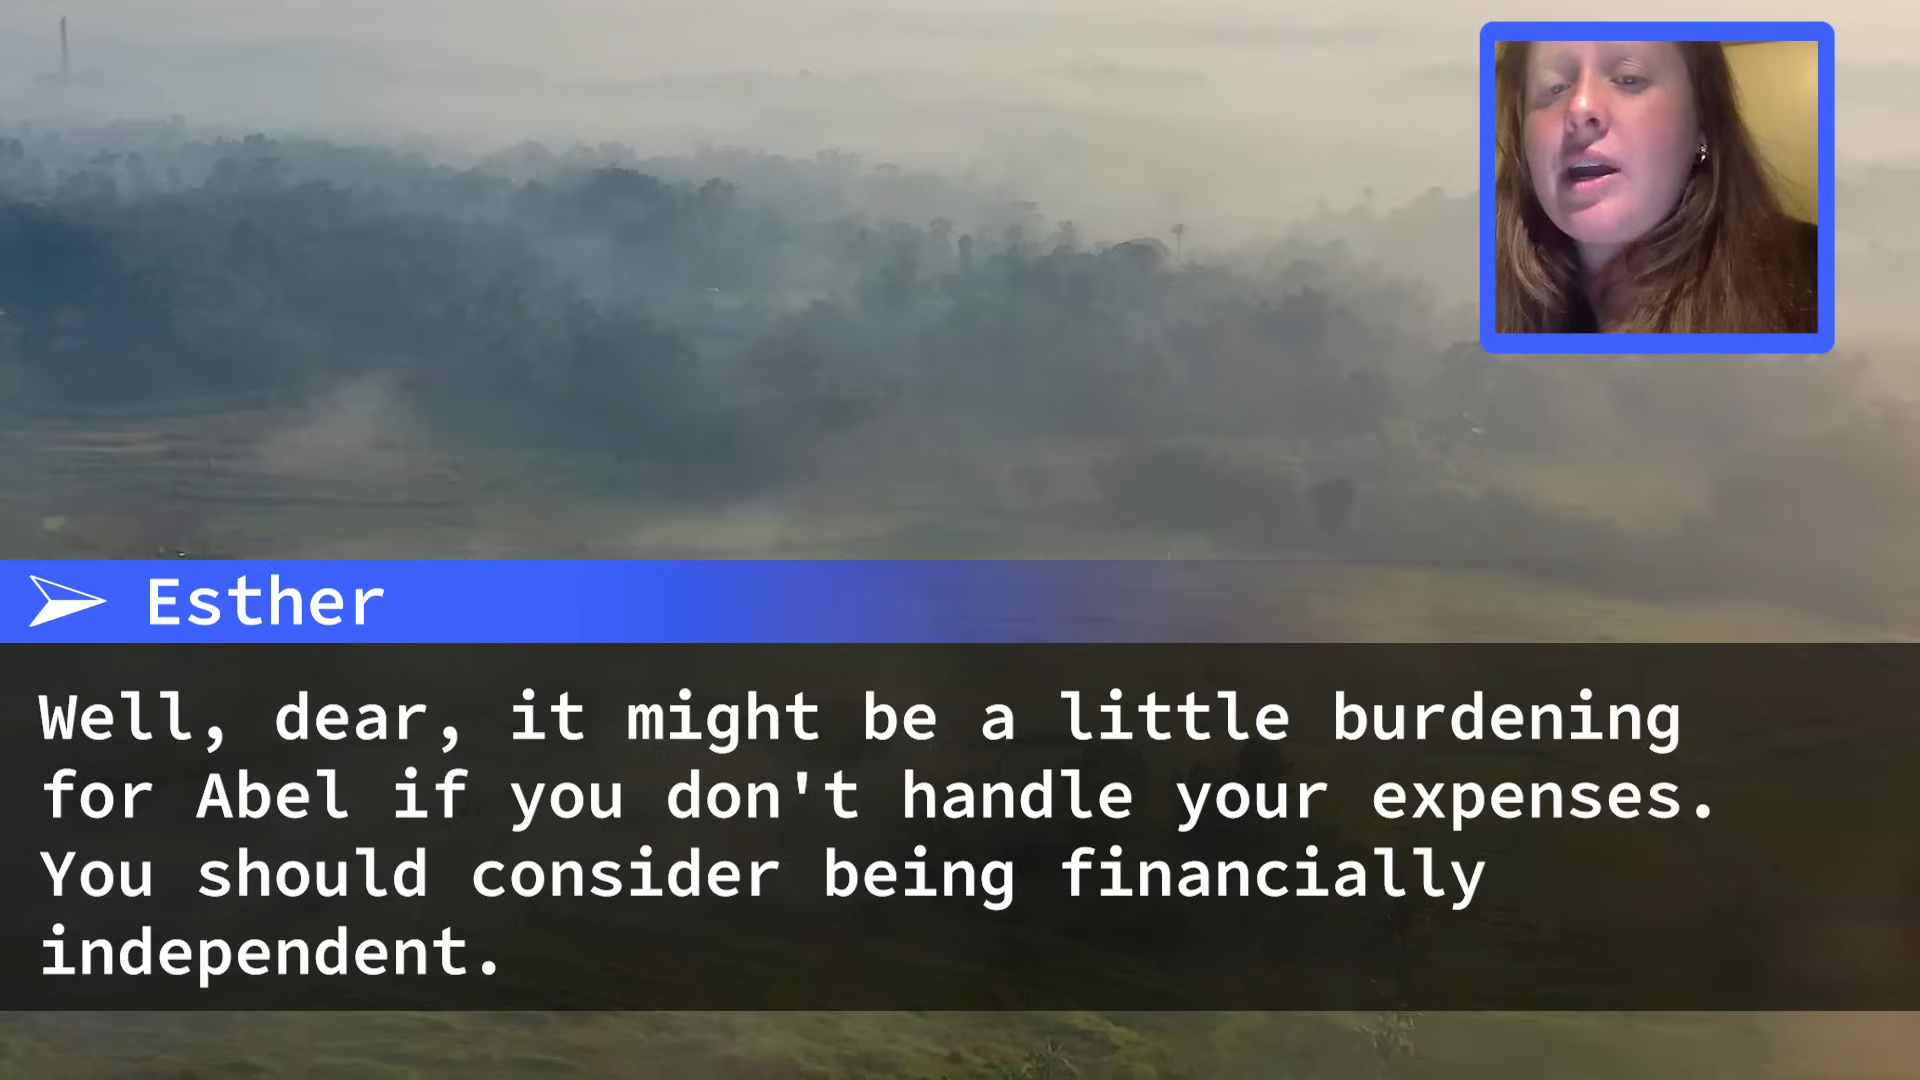 Esther
Well, dear, it might be a little burdening
for Abel if you don't handle your expenses.
You should consider being financially
independent.